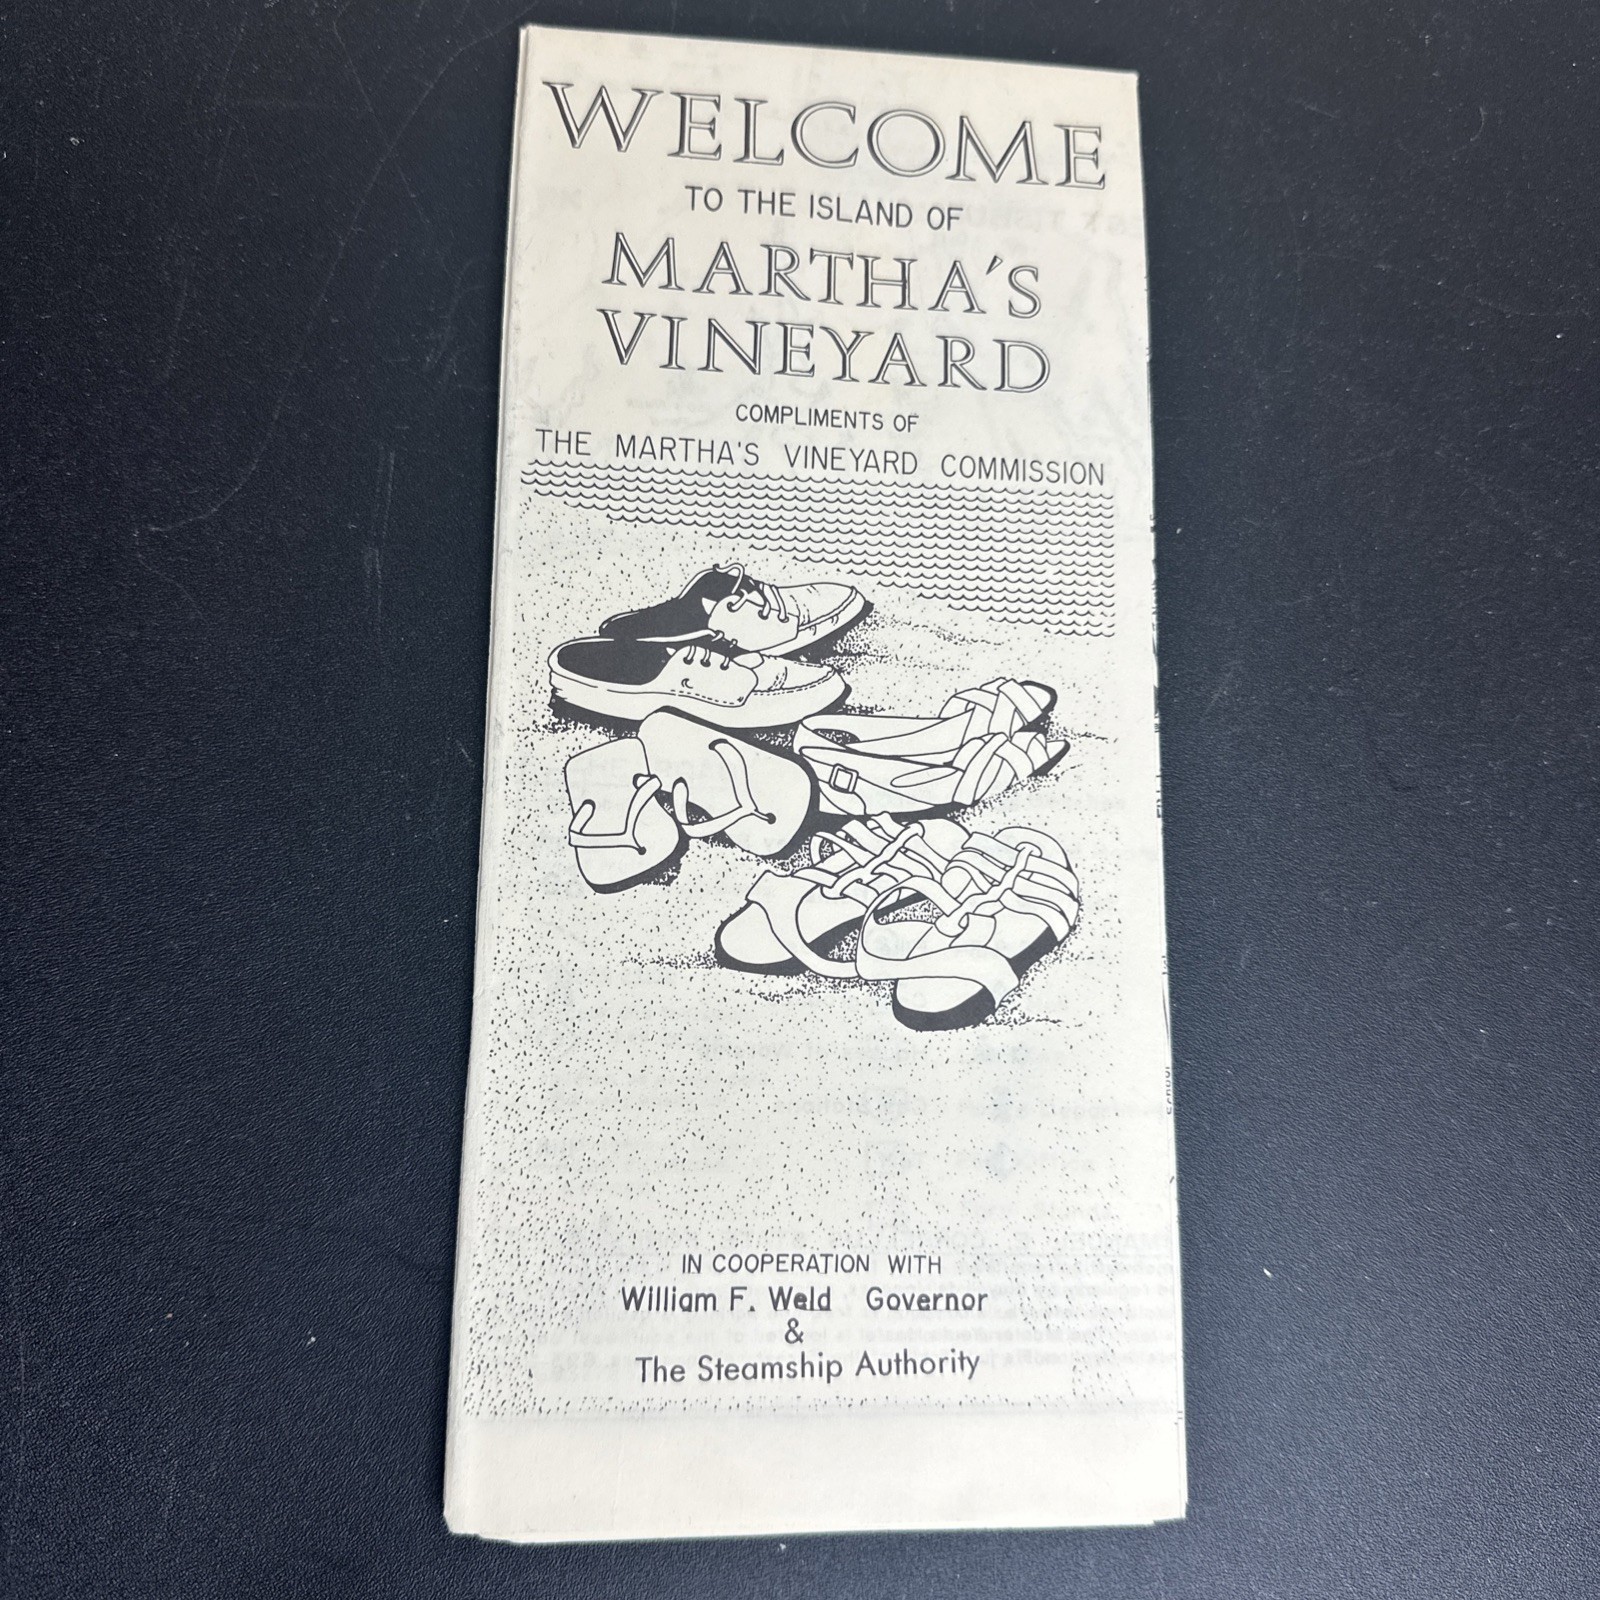 WELCOME
TO THE ISLAND OF
MARTHA'S
VINEYARD
COMPLIMENTS OF
THE MARTHA'S VINEYARD COMMISSION
IN COOPERATION WITH
William F. Weld Governor
&
The Steamship Authority